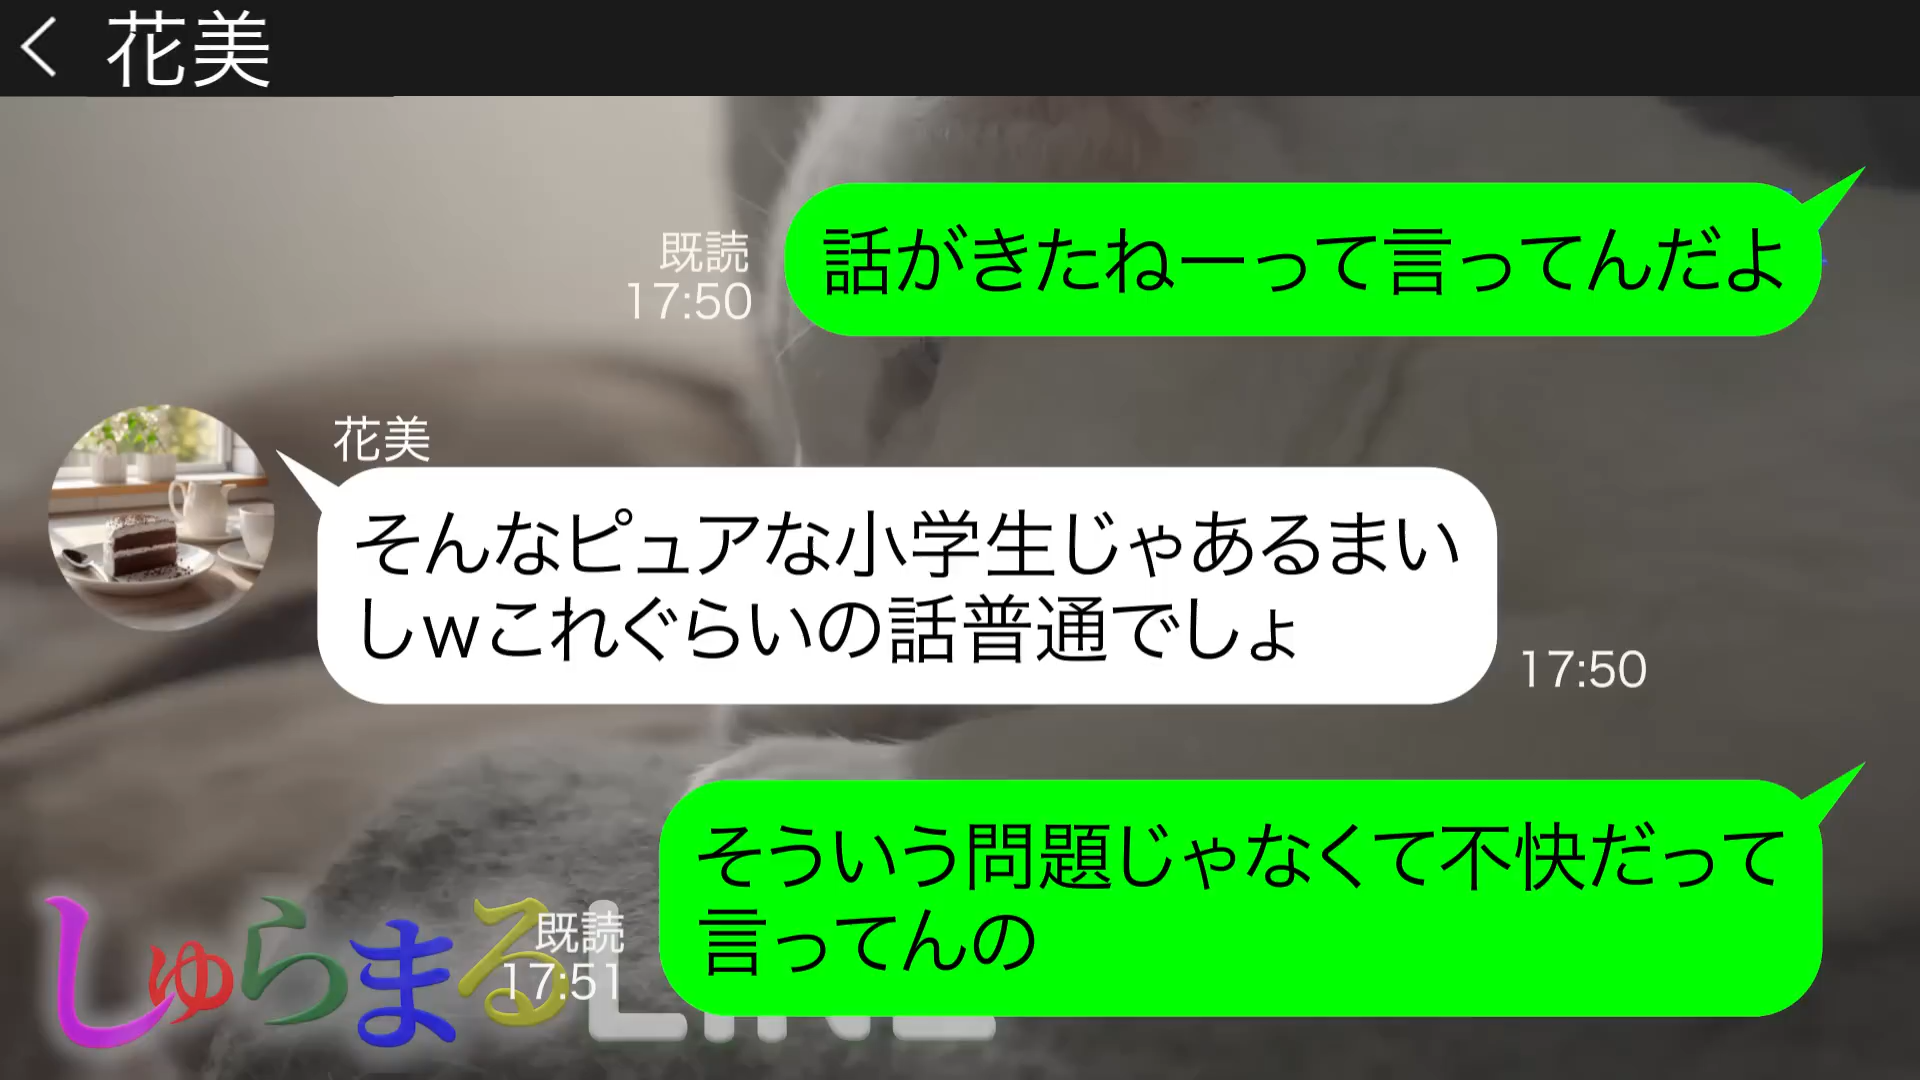 花美
話がきたねーって言ってんだよ
既読
17:50
花美
そんなピュアな小学生じゃあるまい
しwこれぐらいの話普通でしょ
17:50
そういう問題じゃなくて不快だって
言ってんの
既読
17:51
しゅらまるLINE